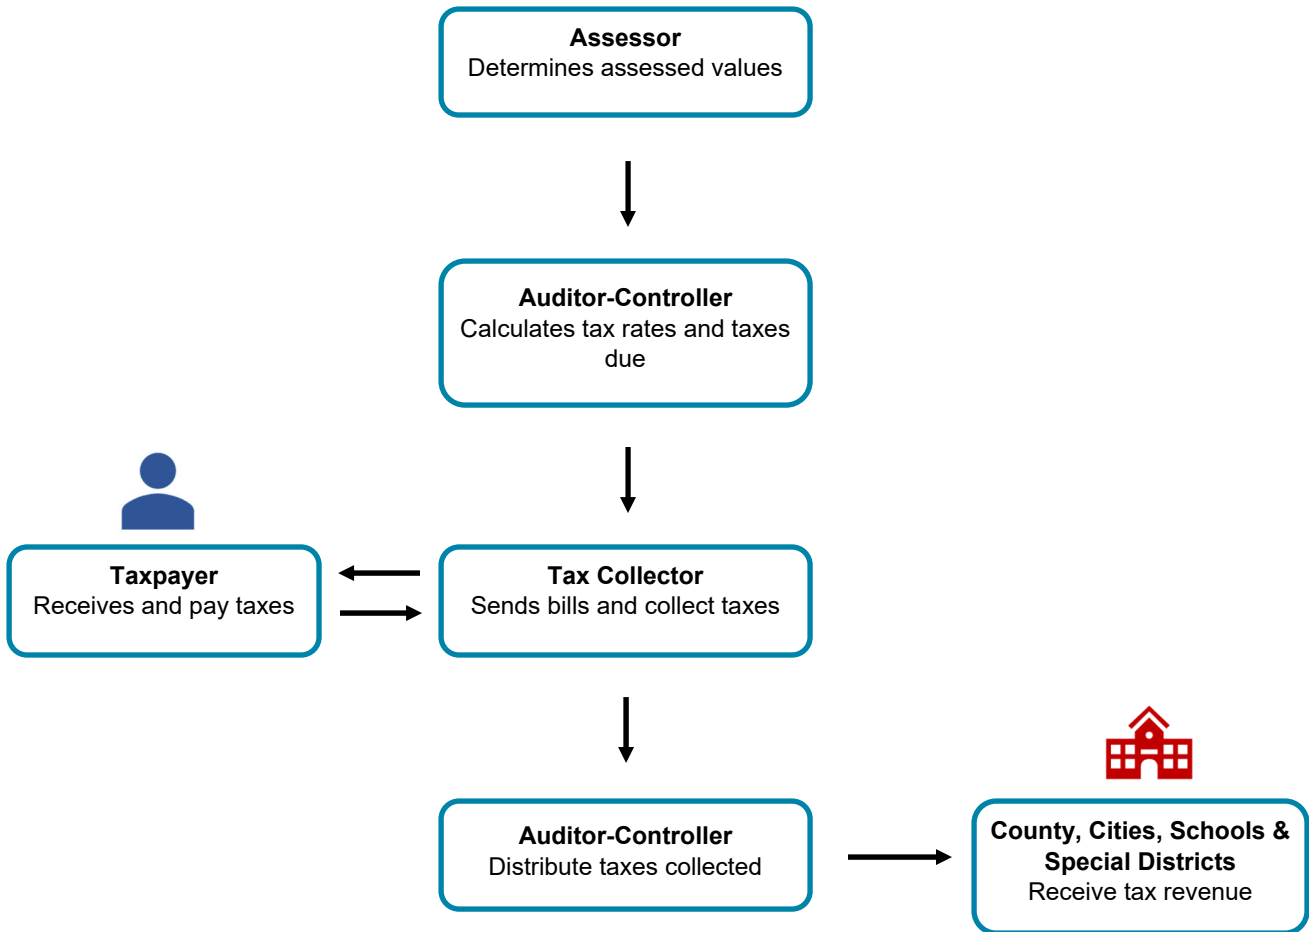 Assessor
Determines assessed values
Auditor-Controller
Calculates tax rates and taxes
due
Taxpayer
Receives and pay taxes
Tax Collector
Sends bills and collect taxes
Auditor-Controller
Distribute taxes collected
County, Cities, Schools &
Special Districts
Receive tax revenue